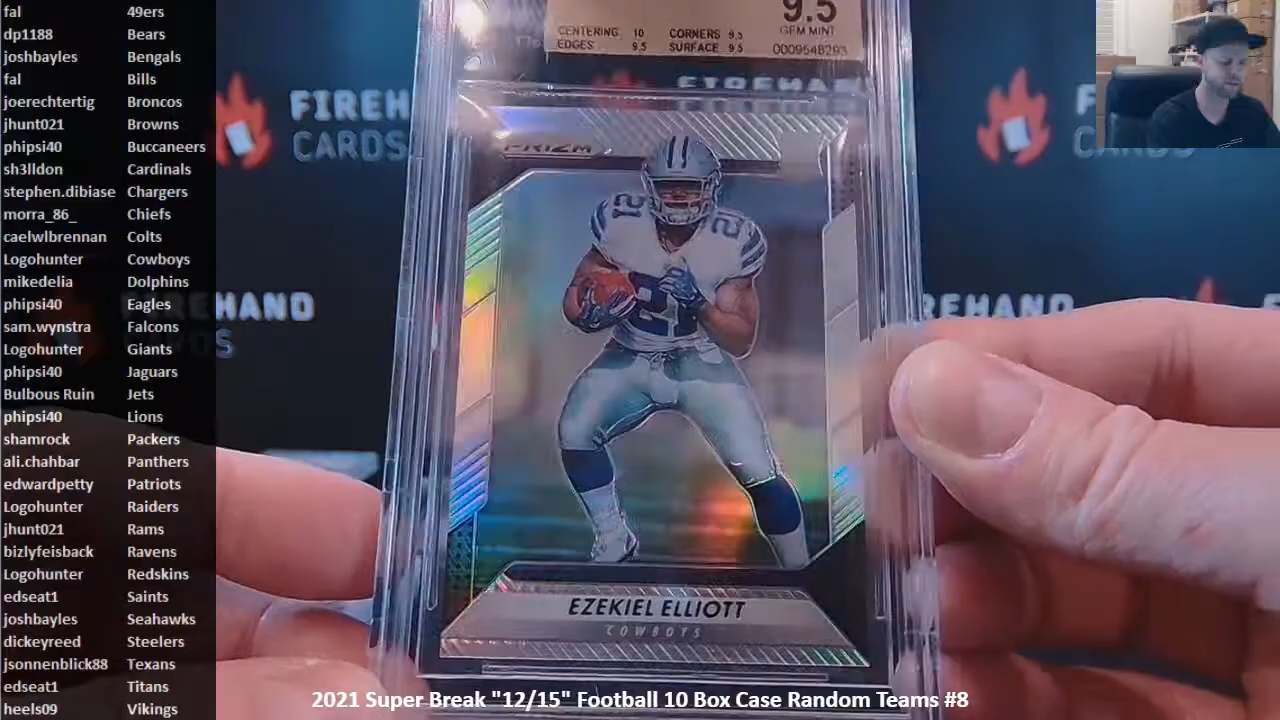 fal 49ers
dp1188 Bears
joshbayles Bengals
fal Bills
joerechtertig Broncos
jhunt021 Browns
phipsi40 Buccaneers
sh3lldon Cardinals
stephen.dibiase Chargers
morra_86_ Chiefs
caelwlbrennan Colts
Logohunter Cowboys
mikedelia Dolphins
phipsi40 Eagles
sam.wynstra Falcons
Logohunter Giants
phipsi40 Jaguars
Bulbous Ruin Jets
phipsi40 Lions
shamrock Packers
ali.chahbar Panthers
edwardpetty Patriots
Logohunter Raiders
jhunt021 Rams
bizlyfeisback Ravens
Logohunter Redskins
edseat1 Saints
joshbayles Seahawks
dickeyreed Steelers
jsonnenblick88 Texans
edseat1 Titans
heels09 Vikings
9.5
GEM MINT
CENTERING 10 CORNERS 9.5
EDGES 9.5 SURFACE 9.5
0009548293
FIREHAND
CARDS
PRIZM
21
21
21
EZEKIEL ELLIOTT
COWBOYS
2021 Super Break "12/15" Football 10 Box Case Random Teams #8